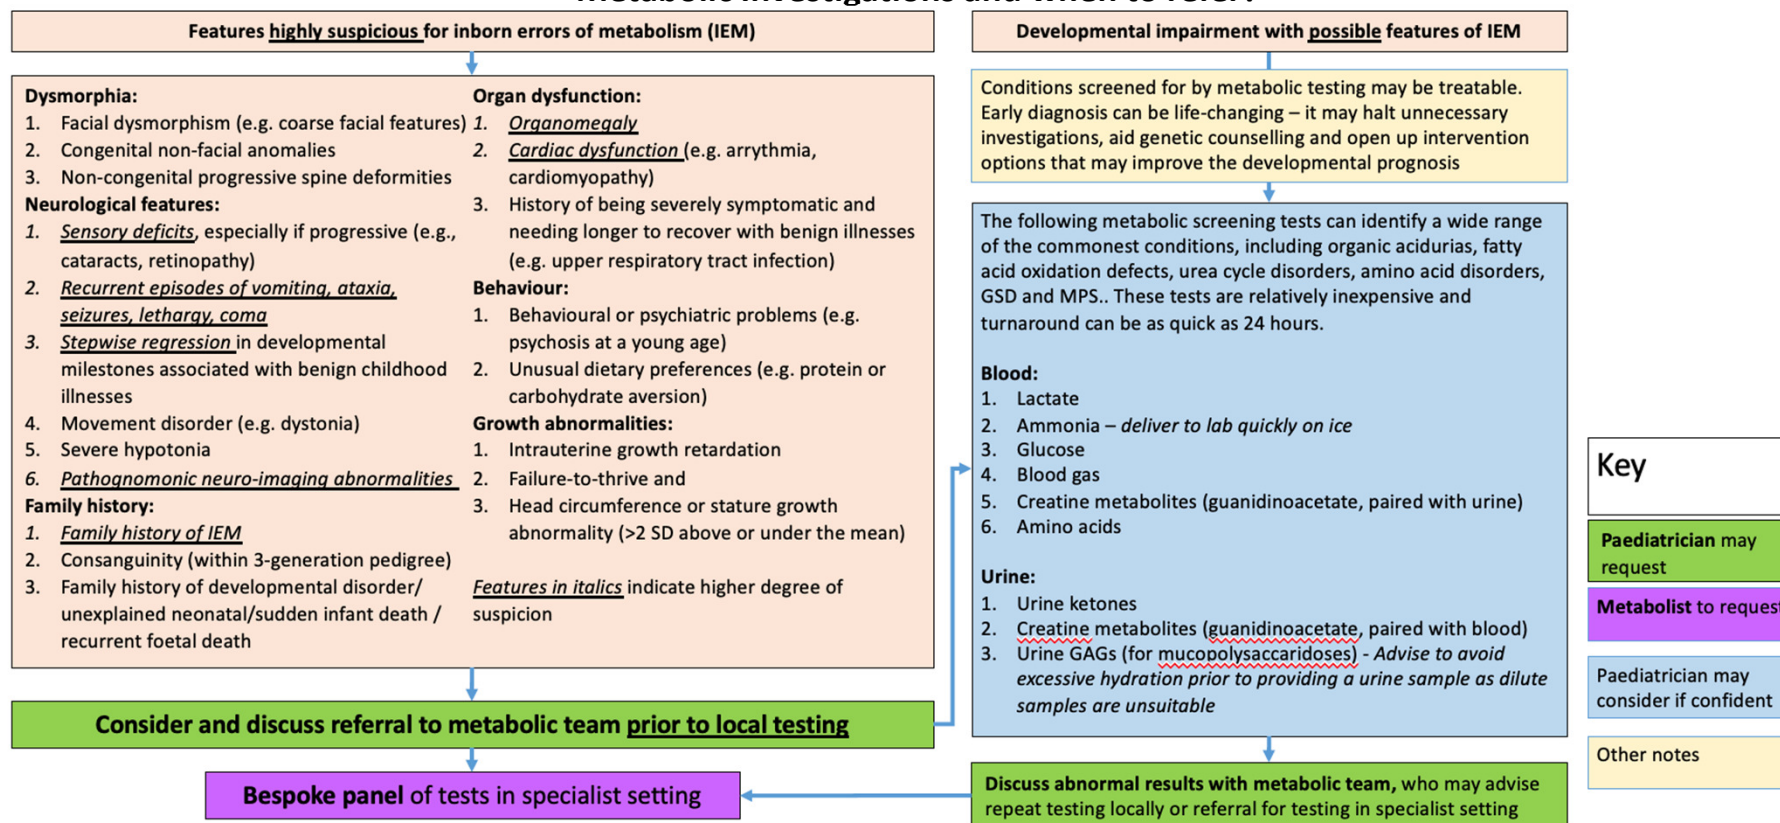 Metabolic investigations and when to refer?
Features highly suspicious for inborn errors of metabolism (IEM)
Dysmorphia:
1. Facial dysmorphism (e.g. coarse facial features)
2. Congenital non-facial anomalies
3. Non-congenital progressive spine deformities
Neurological features:
1. Sensory deficits, especially if progressive (e.g.,
cataracts, retinopathy)
2. Recurrent episodes of vomiting, ataxia,
seizures, lethargy, coma
3. Stepwise regression in developmental
milestones associated with benign childhood
illnesses
4. Movement disorder (e.g. dystonia)
5. Severe hypotonia
6. Pathognomonic neuro-imaging abnormalities
Family history:
1. Family history of IEM
2. Consanguinity (within 3-generation pedigree)
3. Family history of developmental disorder/
unexplained neonatal/sudden infant death /
recurrent foetal death
Organ dysfunction:
1. Organomegaly
2. Cardiac dysfunction (e.g. arrythmia,
cardiomyopathy)
3. History of being severely symptomatic and
needing longer to recover with benign illnesses
(e.g. upper respiratory tract infection)
Behaviour:
1. Behavioural or psychiatric problems (e.g.
psychosis at a young age)
2. Unusual dietary preferences (e.g. protein or
carbohydrate aversion)
Growth abnormalities:
1. Intrauterine growth retardation
2. Failure-to-thrive and
3. Head circumference or stature growth
abnormality (>2 SD above or under the mean)
Features in italics indicate higher degree of
suspicion
Consider and discuss referral to metabolic team prior to local testing
Bespoke panel of tests in specialist setting
Developmental impairment with possible features of IEM
Conditions screened for by metabolic testing may be treatable.
Early diagnosis can be life-changing – it may halt unnecessary
investigations, aid genetic counselling and open up intervention
options that may improve the developmental prognosis
The following metabolic screening tests can identify a wide range
of the commonest conditions, including organic acidurias, fatty
acid oxidation defects, urea cycle disorders, amino acid disorders,
GSD and MPS.. These tests are relatively inexpensive and
turnaround can be as quick as 24 hours.
Blood:
1. Lactate
2. Ammonia – deliver to lab quickly on ice
3. Glucose
4. Blood gas
5. Creatine metabolites (guanidinoacetate, paired with urine)
6. Amino acids
Urine:
1. Urine ketones
2. Creatine metabolites (guanidinoacetate, paired with blood)
3. Urine GAGs (for mucopolysaccaridoses) - Advise to avoid
excessive hydration prior to providing a urine sample as dilute
samples are unsuitable
Discuss abnormal results with metabolic team, who may advise
repeat testing locally or referral for testing in specialist setting
Key
Paediatrician may
request
Metabolist to request
Paediatrician may
consider if confident
Other notes